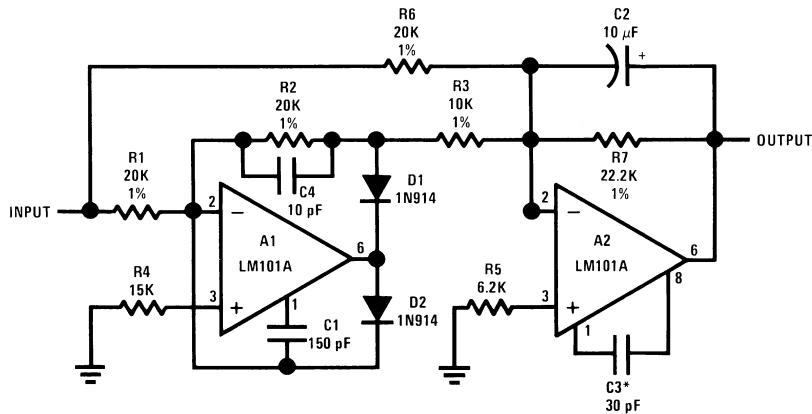 R6
20K
1%
C2
10 μF
+
R2
20K
1%
R3
10K
1%
OUTPUT
R1
20K
1%
C4
10 pF
D1
1N914
R7
22.2K
1%
INPUT
2
−
2
−
A1
LM101A
6
A2
LM101A
6
R4
15K
R5
6.2K
8
3
+
1
D2
1N914
3
+
1
C1
150 pF
C3*
30 pF